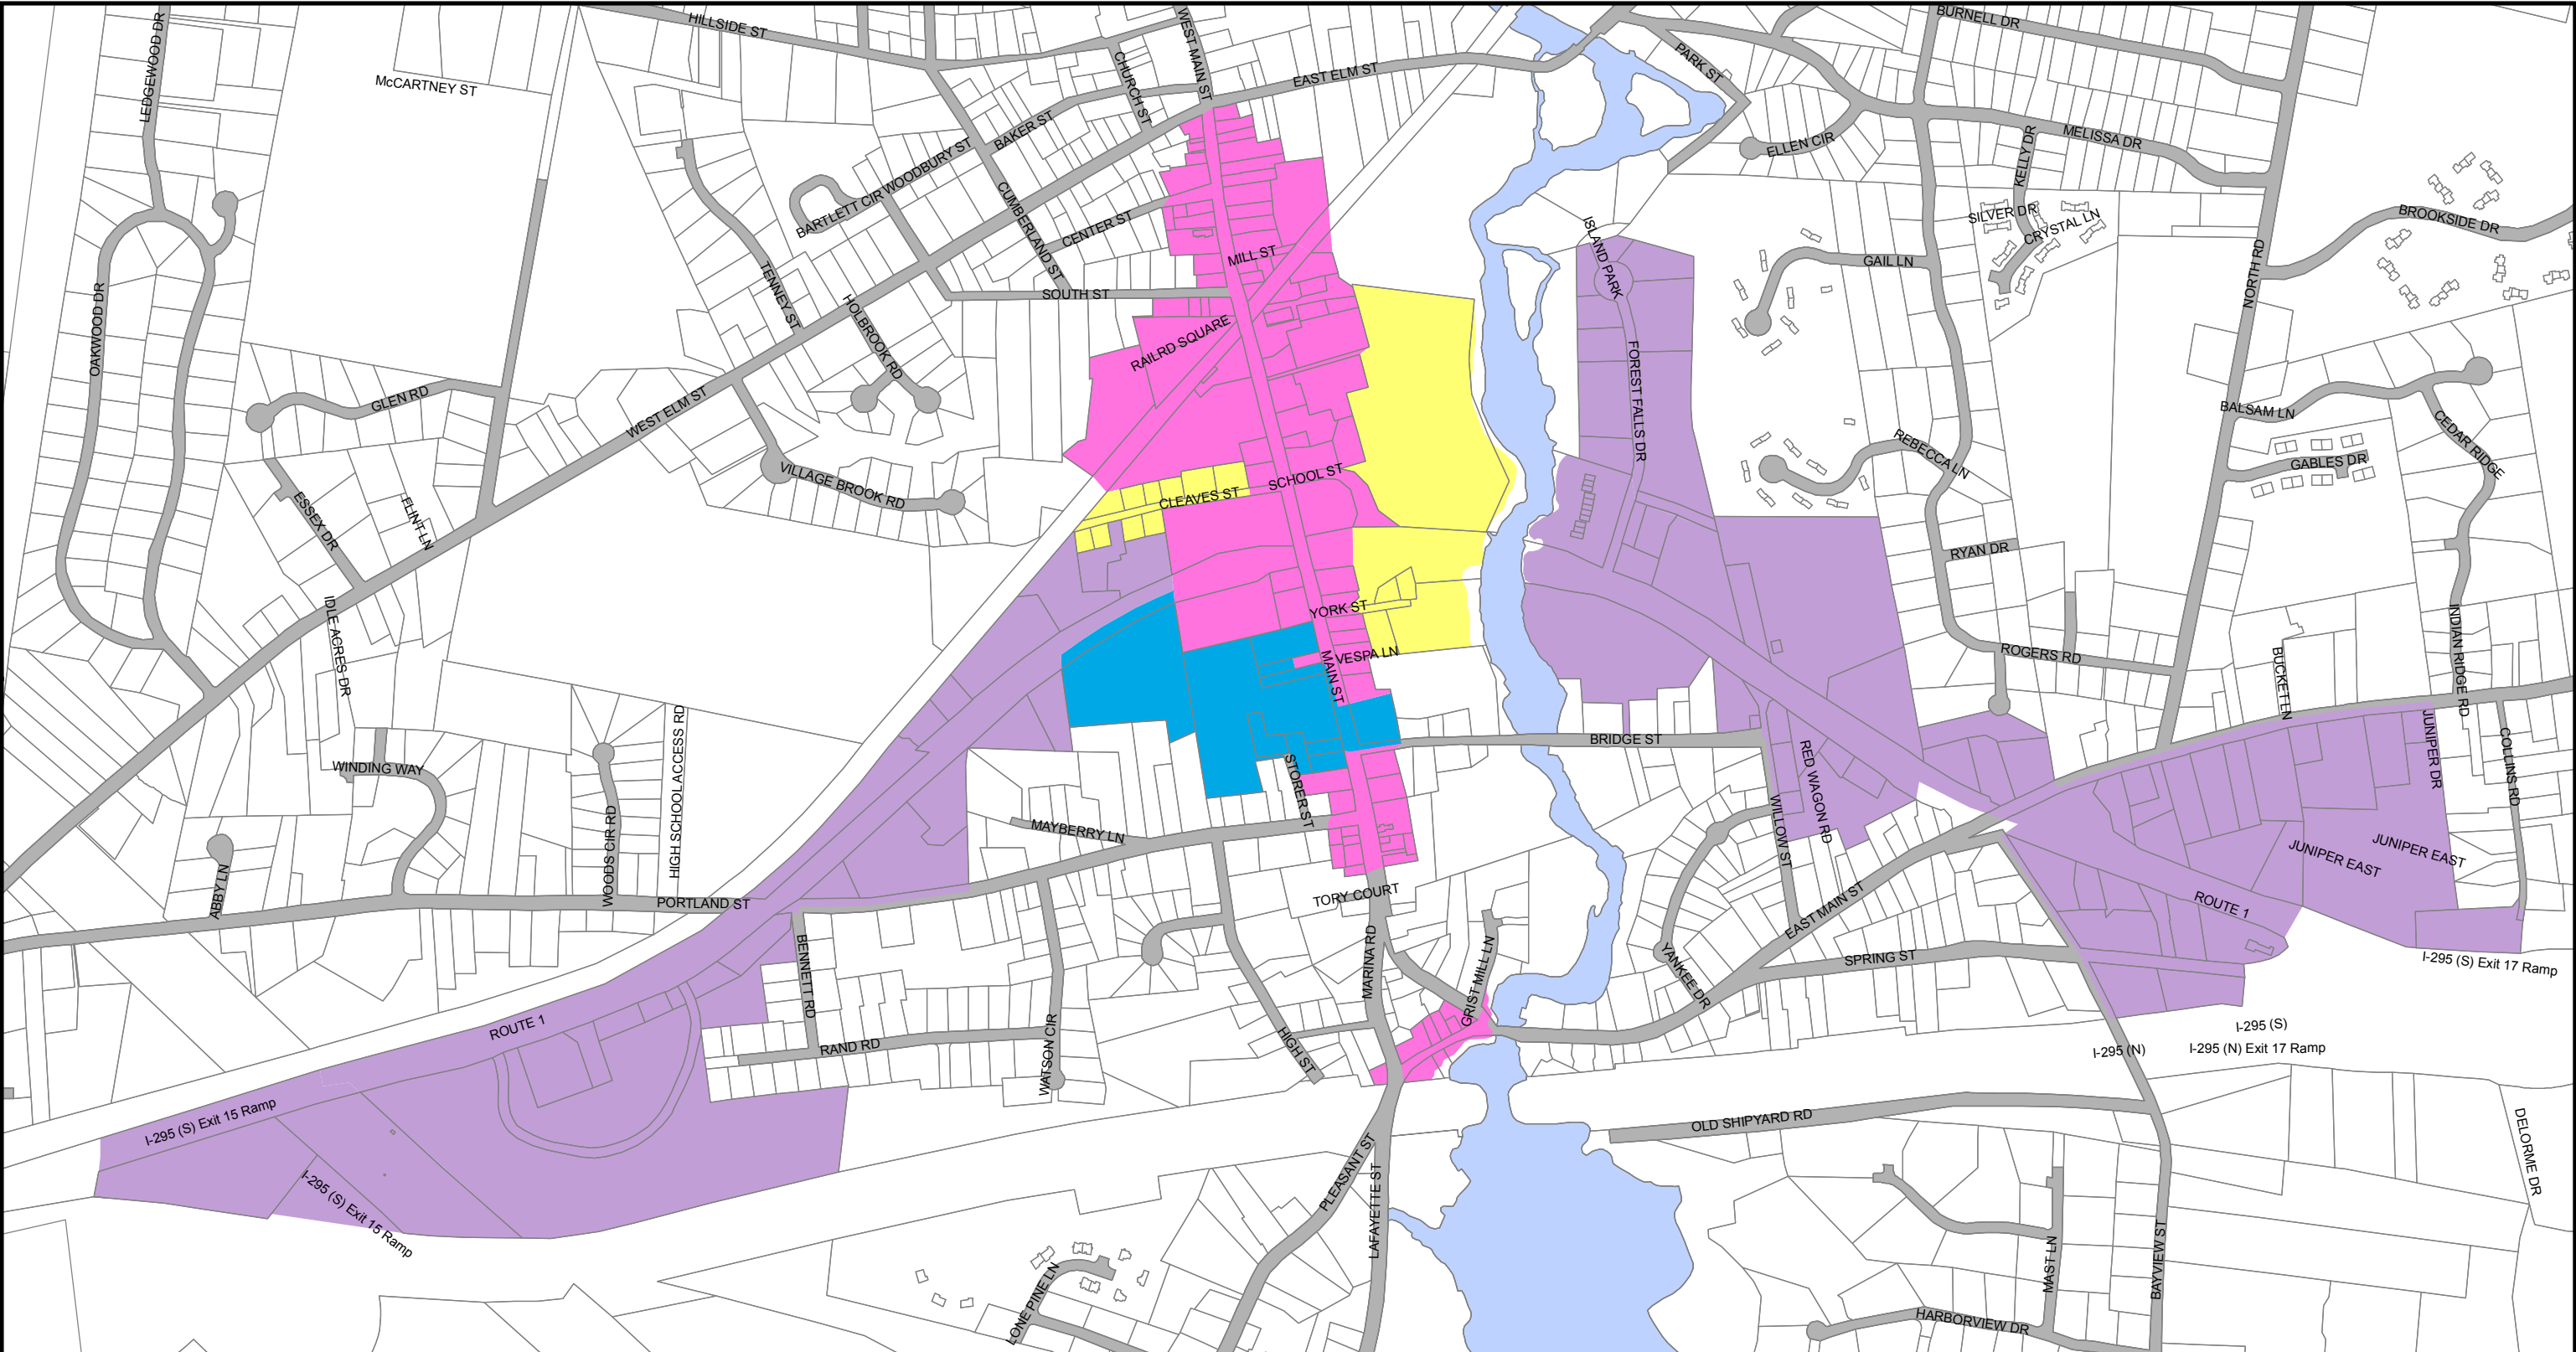 LEDGEWOOD DR
HILLSIDE ST
WEST MAIN ST
BURNELL DR
McCARTNEY ST
CHURCH ST
EAST ELM ST
PARK ST
BAKER ST
WOODBURY ST
BARTLETT CIR
CUMBERLAND ST
CENTER ST
ELLEN CIR
KELLY DR
MELISSA DR
SILVER DR
CRYSTAL LN
BROOKSIDE DR
OAKWOOD DR
TENNEY ST
HOLBROOK RD
SOUTH ST
MILL ST
RAILRD SQUARE
ISLAND PARK
FOREST FALLS DR
GAIL LN
NORTH RD
GLEN RD
WEST ELM ST
VILLAGE BROOK RD
CLEAVES ST
SCHOOL ST
REBECCA LN
BALSAM LN
CEDAR RIDGE
GABLES DR
ESSEX DR
FLINT LN
RYAN DR
IDLE ACRES DR
YORK ST
VESPA LN
MAIN ST
ROGERS RD
BUCKET LN
INDIAN RIDGE RD
WINDING WAY
HIGH SCHOOL ACCESS RD
WOODS CIR RD
STORER ST
BRIDGE ST
RED WAGON RD
WILLOW ST
JUNIPER DR
COLLINS RD
ABBY LN
MAYBERRY LN
JUNIPER EAST
JUNIPER EAST
PORTLAND ST
TORY COURT
EAST MAIN ST
ROUTE 1
BENNETT RD
MARINA RD
GRIST MILL LN
YANKEE DR
SPRING ST
I-295 (S) Exit 17 Ramp
ROUTE 1
RAND RD
WATSON CIR
HIGH ST
I-295 (S)
I-295 (N)
I-295 (N) Exit 17 Ramp
I-295 (S) Exit 15 Ramp
I-295 (S) Exit 15 Ramp
OLD SHIPYARD RD
DELORME DR
PLEASANT ST
LAFAYETTE ST
LONE PINE LN
MAST LN
BAYVIEW ST
HARBORVIEW DR